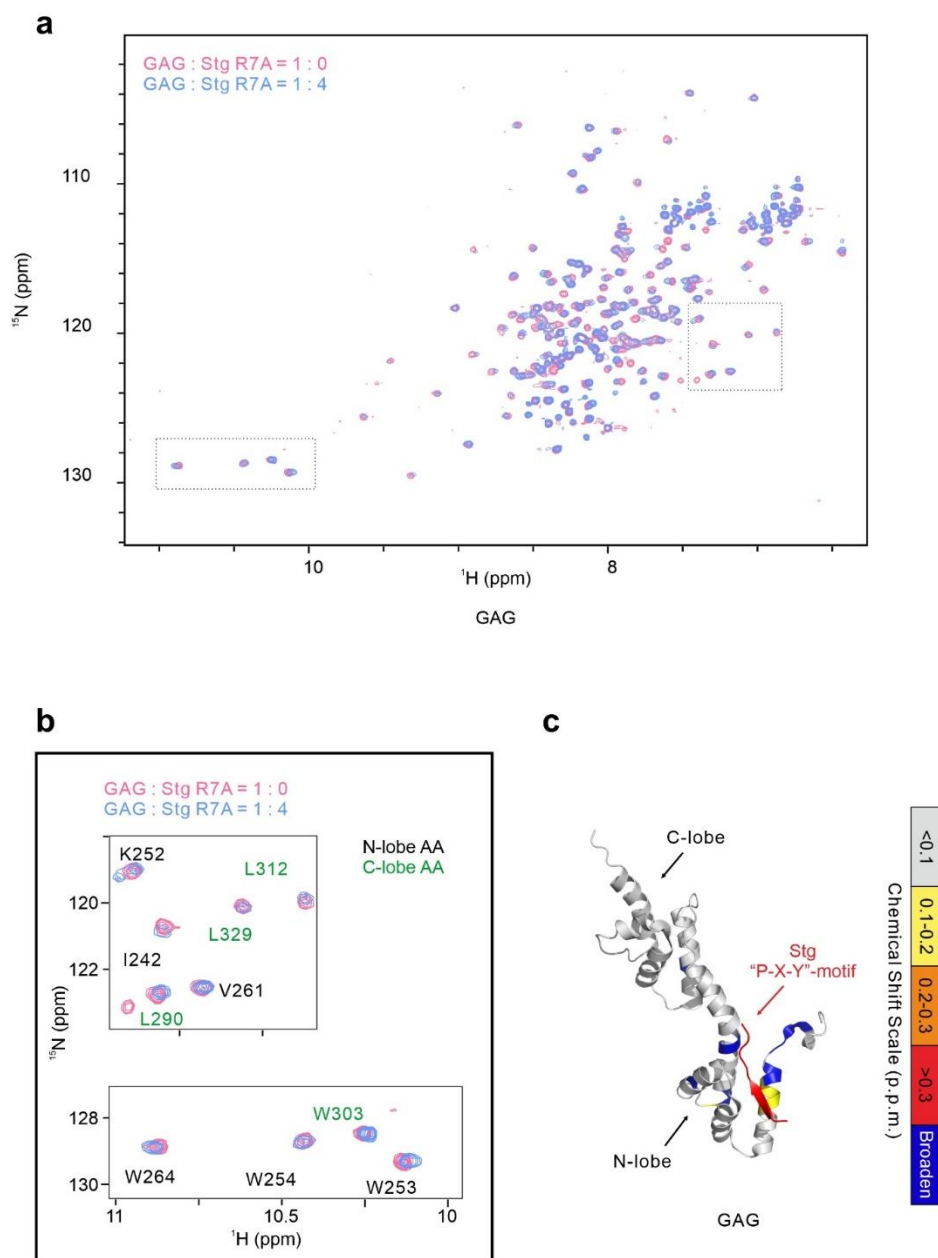 a
GAG : Stg R7A = 1 : 0
GAG : Stg R7A = 1 : 4
110
120
130
¹⁵N (ppm)
10
8
¹H (ppm)
GAG
b
GAG : Stg R7A = 1 : 0
GAG : Stg R7A = 1 : 4
N-lobe AA
C-lobe AA
K252
L312
120
L329
I242
122
V261
L290
¹⁵N (ppm)
128
W303
W264
W254
W253
130
11
10.5
10
¹H (ppm)
c
C-lobe
Stg
"P-X-Y"-motif
N-lobe
GAG
Chemical Shift Scale (p.p.m.)
<0.1
0.1-0.2
0.2-0.3
>0.3
Broaden